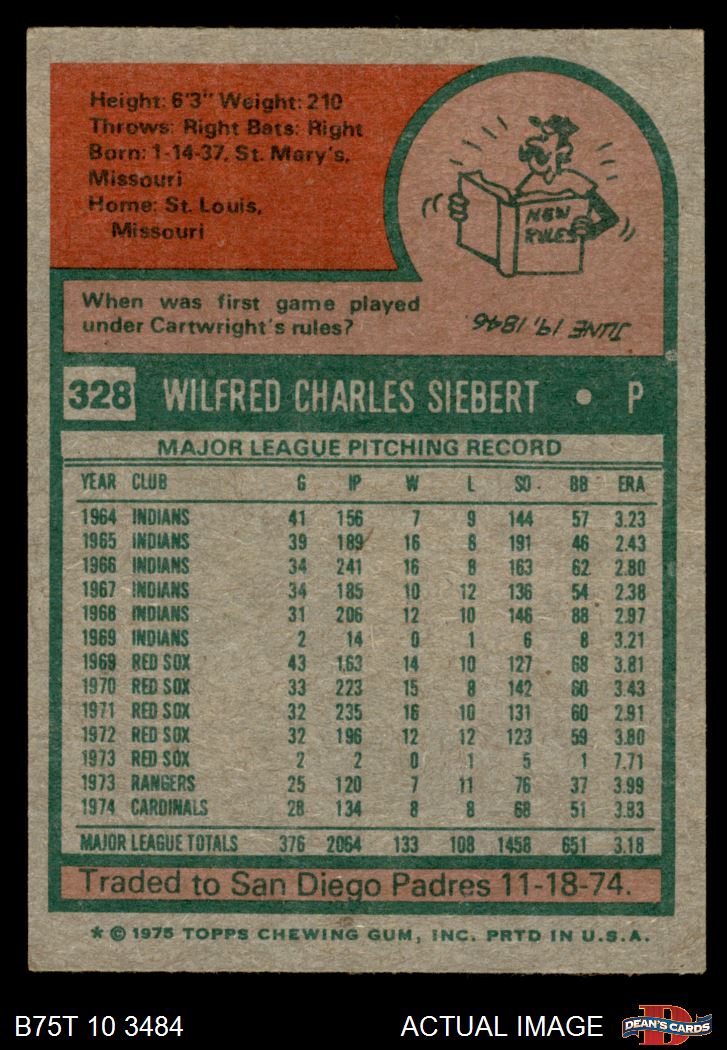 Height: 6'3" Weight: 210
Throws: Right Bats: Right
Born: 1-14-37, St. Mary's,
Missouri
Home: St. Louis,
Missouri
NEW
RULES
When was first game played
under Cartwright's rules?
JUNE 19, 1846
328 WILFRED CHARLES SIEBERT • P
MAJOR LEAGUE PITCHING RECORD
YEAR CLUB G IP W L SO BB ERA
1964 INDIANS 41 156 7 9 144 57 3.23
1965 INDIANS 39 189 16 8 191 46 2.43
1966 INDIANS 34 241 16 8 163 62 2.80
1967 INDIANS 34 185 10 12 136 54 2.38
1968 INDIANS 31 206 12 10 146 88 2.97
1969 INDIANS 2 14 0 1 6 8 3.21
1969 RED SOX 43 163 14 10 127 68 3.81
1970 RED SOX 33 223 15 8 142 60 3.43
1971 RED SOX 32 235 16 10 131 60 2.91
1972 RED SOX 32 196 12 12 123 59 3.80
1973 RED SOX 2 2 0 1 5 1 7.71
1973 RANGERS 25 120 7 11 76 37 3.99
1974 CARDINALS 28 134 8 8 68 51 3.83
MAJOR LEAGUE TOTALS 376 2064 133 108 1458 651 3.18
Traded to San Diego Padres 11-18-74.
* © 1975 TOPPS CHEWING GUM, INC. PRTD IN U.S.A.
B75T 10 3484 ACTUAL IMAGE D DEAN'S CARDS